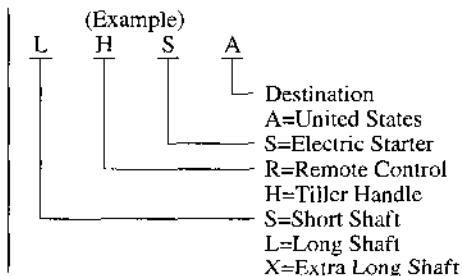 (Example)
L H S A
Destination
A=United States
S=Electric Starter
R=Remote Control
H=Tiller Handle
S=Short Shaft
L=Long Shaft
X=Extra Long Shaft